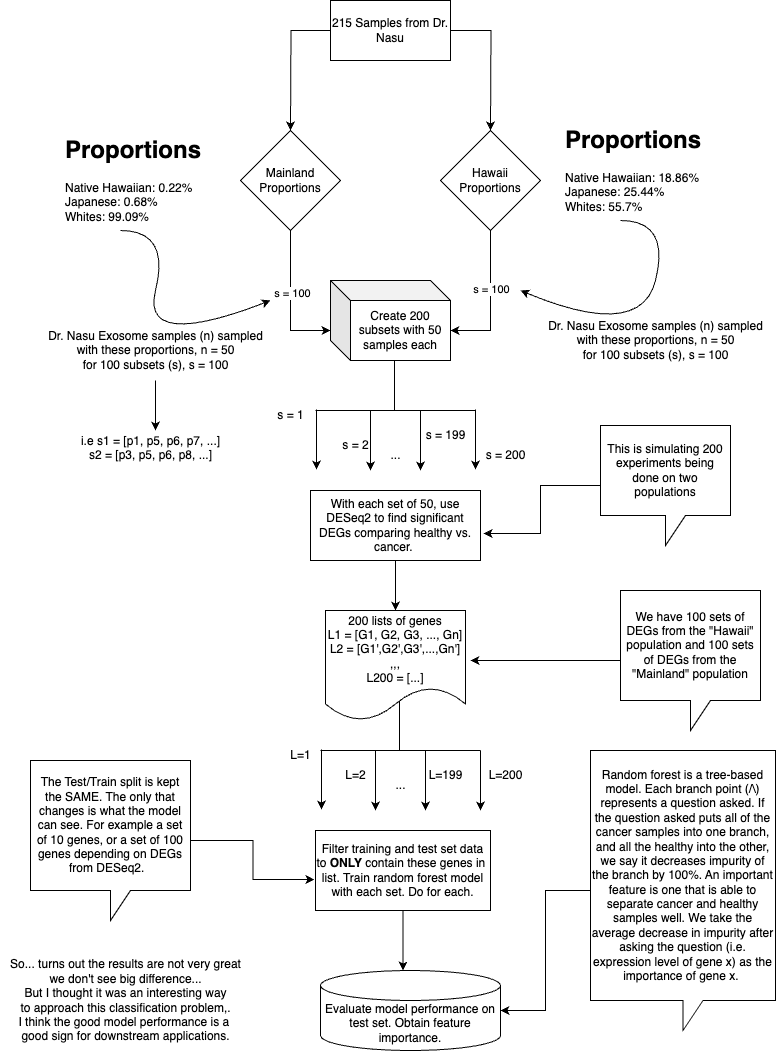 215 Samples from Dr.
Nasu
Proportions
Native Hawaiian: 0.22%
Japanese: 0.68%
Whites: 99.09%
Mainland
Proportions
Hawaii
Proportions
Proportions
Native Hawaiian: 18.86%
Japanese: 25.44%
Whites: 55.7%
s = 100
s = 100
Create 200
subsets with 50
samples each
Dr. Nasu Exosome samples (n) sampled
with these proportions, n = 50
for 100 subsets (s), s = 100
Dr. Nasu Exosome samples (n) sampled
with these proportions, n = 50
for 100 subsets (s), s = 100
i.e s1 = [p1, p5, p6, p7, ...]
s2 = [p3, p5, p6, p8, ...]
s = 1
s = 2
...
s = 199
s = 200
This is simulating 200
experiments being
done on two
populations
With each set of 50, use
DESeq2 to find significant
DEGs comparing healthy vs.
cancer.
200 lists of genes
L1 = [G1, G2, G3, ..., Gn]
L2 = [G1',G2',G3',...,Gn']
,,,
L200 = [...]
We have 100 sets of
DEGs from the "Hawaii"
population and 100 sets
of DEGs from the
"Mainland" population
L=1
L=2
...
L=199
L=200
The Test/Train split is kept
the SAME. The only that
changes is what the model
can see. For example a set
of 10 genes, or a set of 100
genes depending on DEGs
from DESeq2.
Filter training and test set data
to ONLY contain these genes in
list. Train random forest model
with each set. Do for each.
Random forest is a tree-based
model. Each branch point (/\)
represents a question asked. If
the question asked puts all of the
cancer samples into one branch,
and all the healthy into the other,
we say it decreases impurity of
the branch by 100%. An important
feature is one that is able to
separate cancer and healthy
samples well. We take the
average decrease in impurity after
asking the question (i.e.
expression level of gene x) as the
importance of gene x.
So... turns out the results are not very great
we don't see big difference...
But I thought it was an interesting way
to approach this classification problem,.
I think the good model performance is a
good sign for downstream applications.
Evaluate model performance on
test set. Obtain feature
importance.